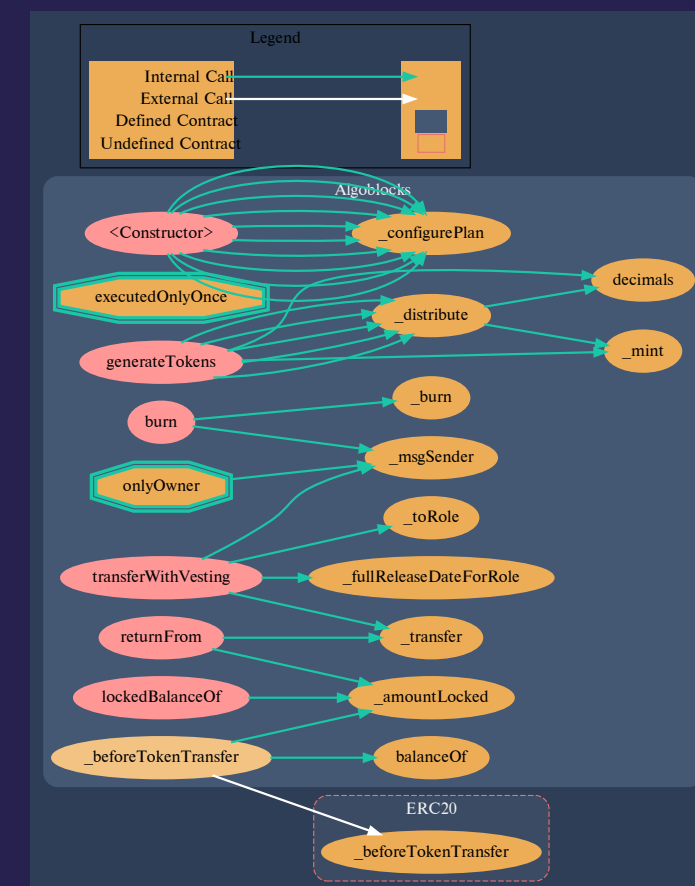 Legend
Internal Call
External Call
Defined Contract
Undefined Contract
Algoblocks
<Constructor>
_configurePlan
executedOnlyOnce
decimals
_distribute
generateTokens
_mint
burn
_burn
_msgSender
onlyOwner
_toRole
transferWithVesting
_fullReleaseDateForRole
returnFrom
_transfer
lockedBalanceOf
_amountLocked
_beforeTokenTransfer
balanceOf
ERC20
_beforeTokenTransfer